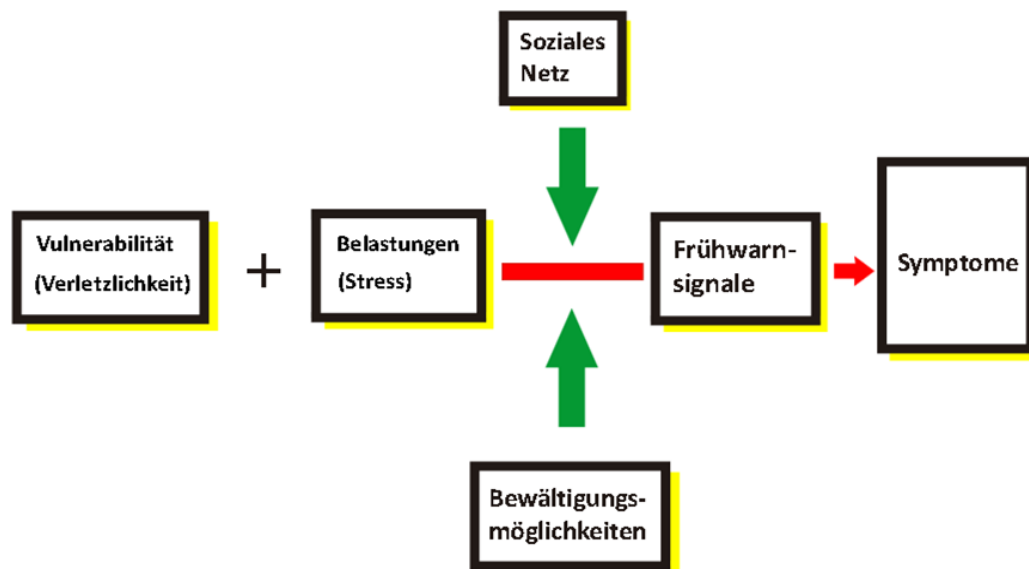 Soziales
Netz
Vulnerabilität
(Verletzlichkeit)
+
Belastungen
(Stress)
Frühwarn-
signale
Symptome
Bewältigungs-
möglichkeiten